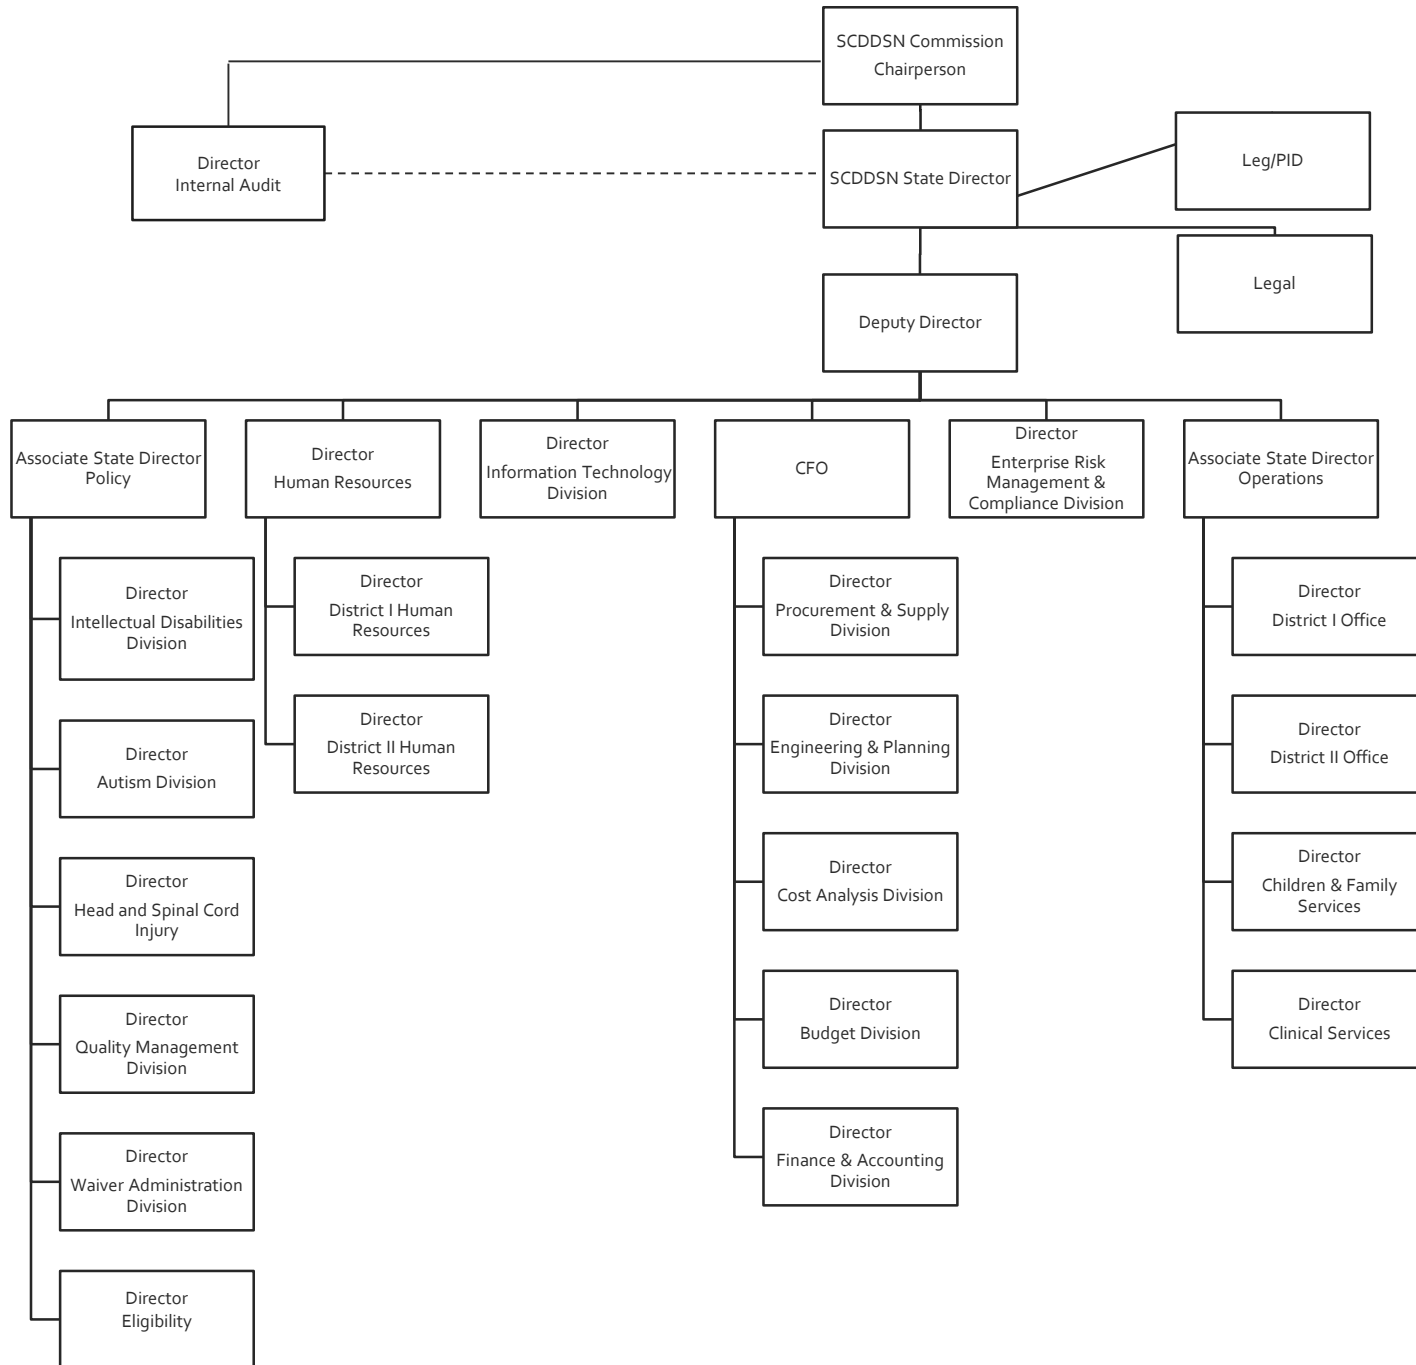 SCDDSN Commission
Chairperson
Director
Internal Audit
SCDDSN State Director
Leg/PID
Legal
Deputy Director
Associate State Director
Policy
Director
Human Resources
Director
Information Technology
Division
CFO
Director
Enterprise Risk
Management &
Compliance Division
Associate State Director
Operations
Director
Intellectual Disabilities
Division
Director
Autism Division
Director
Head and Spinal Cord
Injury
Director
Quality Management
Division
Director
Waiver Administration
Division
Director
Eligibility
Director
District I Human
Resources
Director
District II Human
Resources
Director
Procurement & Supply
Division
Director
Engineering & Planning
Division
Director
Cost Analysis Division
Director
Budget Division
Director
Finance & Accounting
Division
Director
District I Office
Director
District II Office
Director
Children & Family
Services
Director
Clinical Services